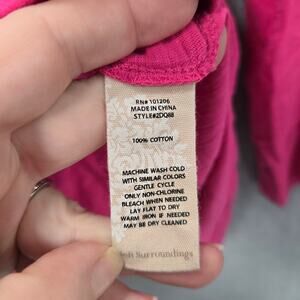 RN# 101206
MADE IN CHINA
STYLE#2DQ88
100% COTTON
MACHINE WASH COLD
WITH SIMILAR COLORS
GENTLE CYCLE
ONLY NON-CHLORINE
BLEACH WHEN NEEDED
LAY FLAT TO DRY
WARM IRON IF NEEDED
MAY BE DRY CLEANED
Surroundings